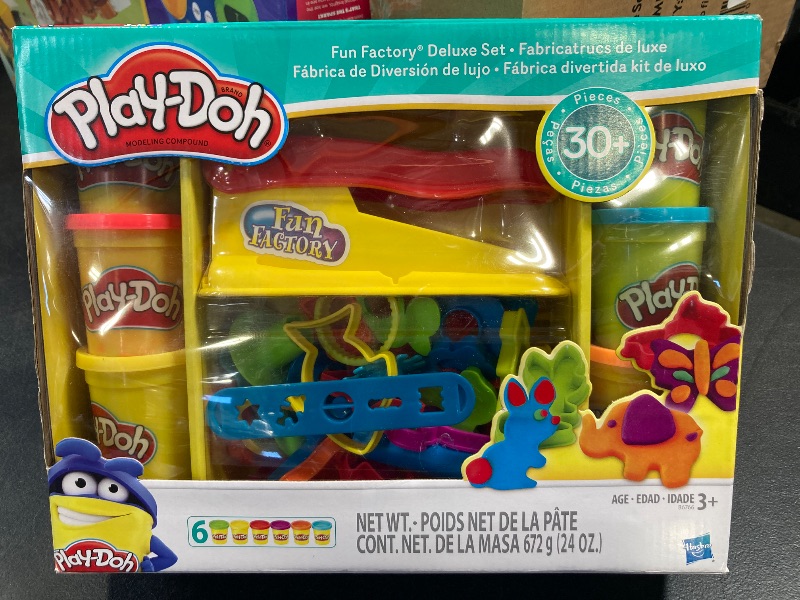 Fun Factory® Deluxe Set • Fabricatrucs de luxe
Fábrica de Diversión de lujo • Fábrica divertida kit de luxo
Play-Doh
BRAND
MODELING COMPOUND
Pieces
Pièces
Piezas
peças
30+
Fun
FACTORY
Play-Doh
Play-Doh
AGE • EDAD • IDADE 3+
6
NET WT. • POIDS NET DE LA PÂTE
CONT. NET. DE LA MASA 672 g (24 OZ.)
Hasbro
Play-Doh